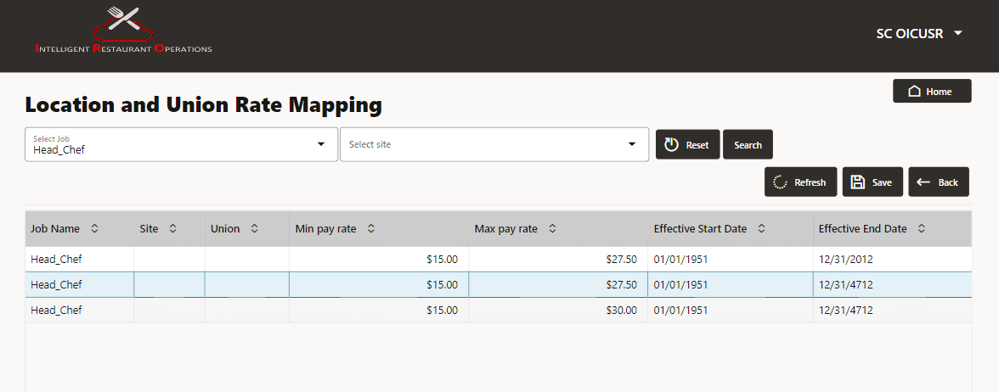 INTELLIGENT RESTAURANT OPERATIONS
SC OICUSR
Home
Location and Union Rate Mapping
Select Job
Head_Chef
Select site
Reset
Search
Refresh
Save
Back
Job Name Site Union Min pay rate Max pay rate Effective Start Date Effective End Date
Head_Chef $15.00 $27.50 01/01/1951 12/31/2012
Head_Chef $15.00 $27.50 01/01/1951 12/31/4712
Head_Chef $15.00 $30.00 01/01/1951 12/31/4712